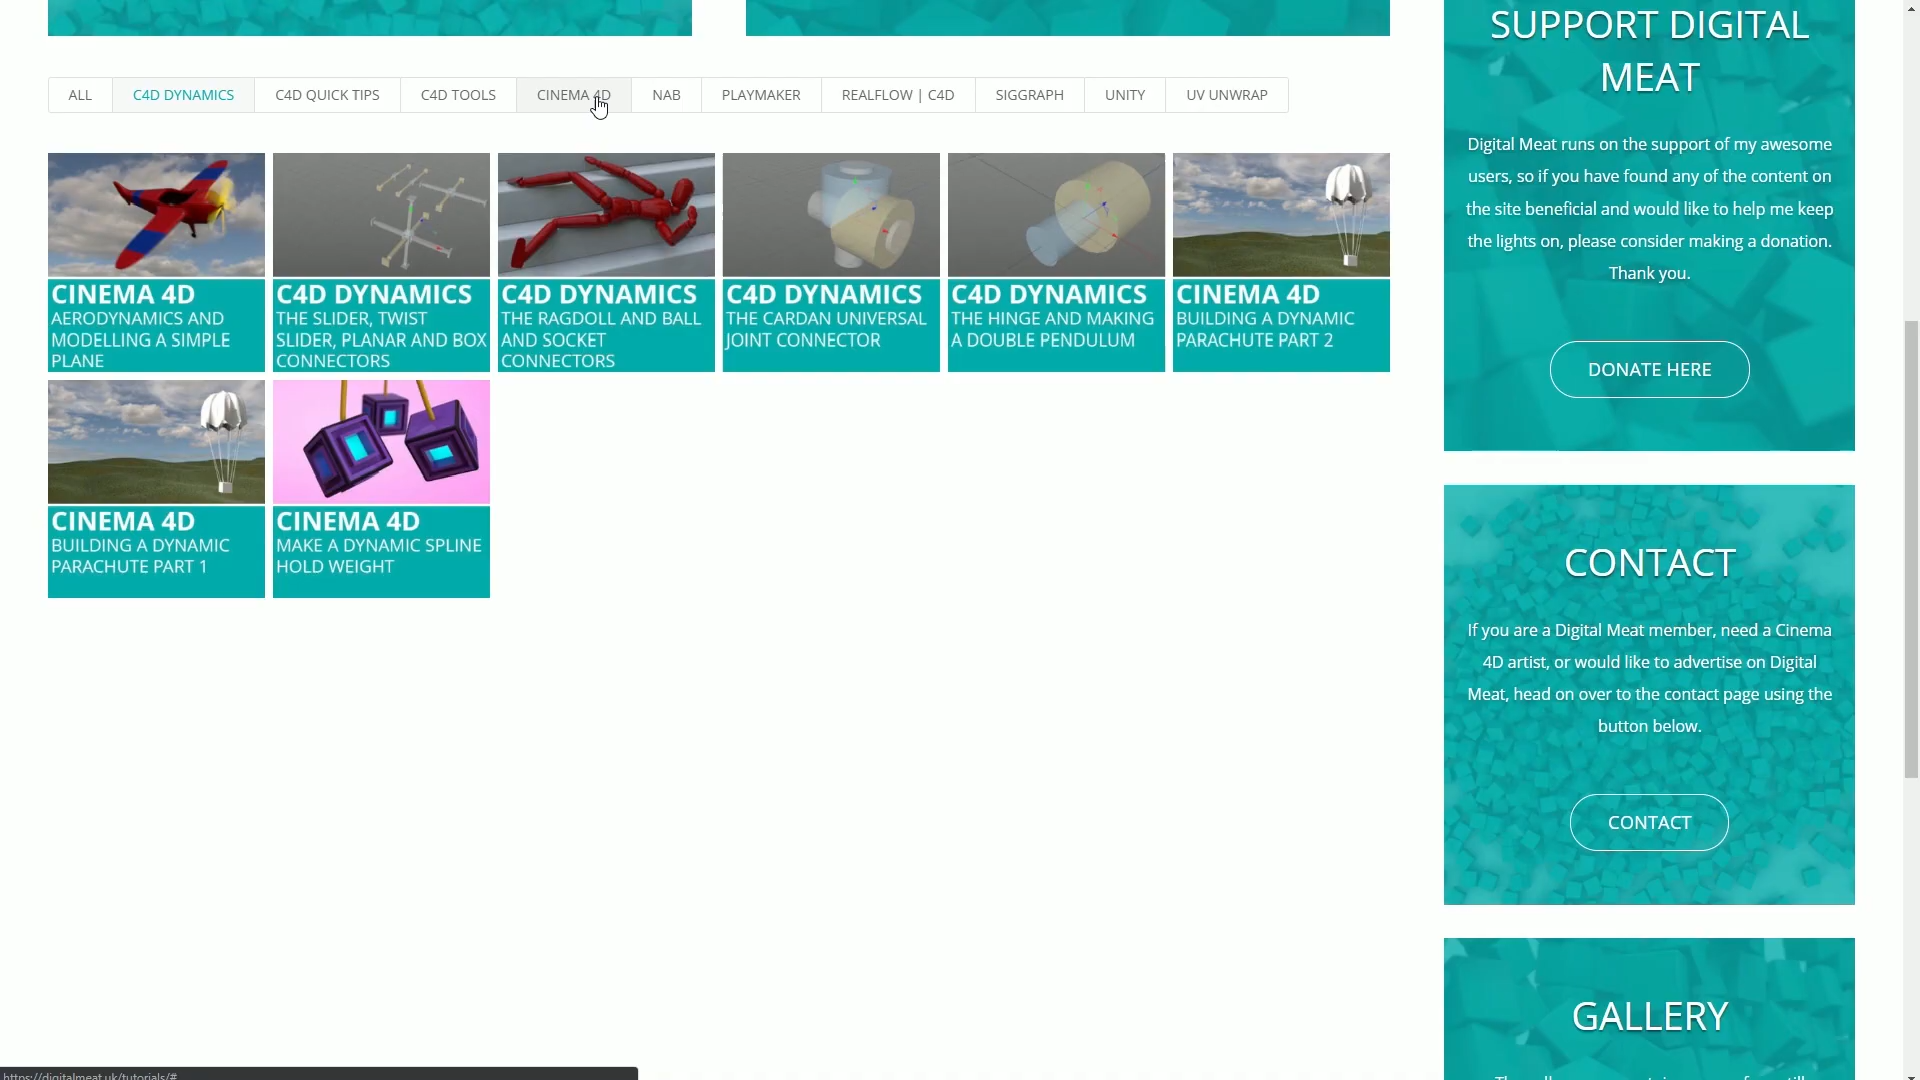 ALL
C4D DYNAMICS
C4D QUICK TIPS
C4D TOOLS
CINEMA 4D
NAB
PLAYMAKER
REALFLOW | C4D
SIGGRAPH
UNITY
UV UNWRAP
CINEMA 4D
AERODYNAMICS AND
MODELLING A SIMPLE
PLANE
C4D DYNAMICS
THE SLIDER, TWIST
SLIDER, PLANAR AND BOX
CONNECTORS
C4D DYNAMICS
THE RAGDOLL AND BALL
AND SOCKET
CONNECTORS
C4D DYNAMICS
THE CARDAN UNIVERSAL
JOINT CONNECTOR
C4D DYNAMICS
THE HINGE AND MAKING
A DOUBLE PENDULUM
CINEMA 4D
BUILDING A DYNAMIC
PARACHUTE PART 2
CINEMA 4D
BUILDING A DYNAMIC
PARACHUTE PART 1
CINEMA 4D
MAKE A DYNAMIC SPLINE
HOLD WEIGHT
SUPPORT DIGITAL
MEAT
Digital Meat runs on the support of my awesome
users, so if you have found any of the content on
the site beneficial and would like to help me keep
the lights on, please consider making a donation.
Thank you.
DONATE HERE
CONTACT
If you are a Digital Meat member, need a Cinema
4D artist, or would like to advertise on Digital
Meat, head on over to the contact page using the
button below.
CONTACT
GALLERY
https://digitalmeat.uk/tutorials/#